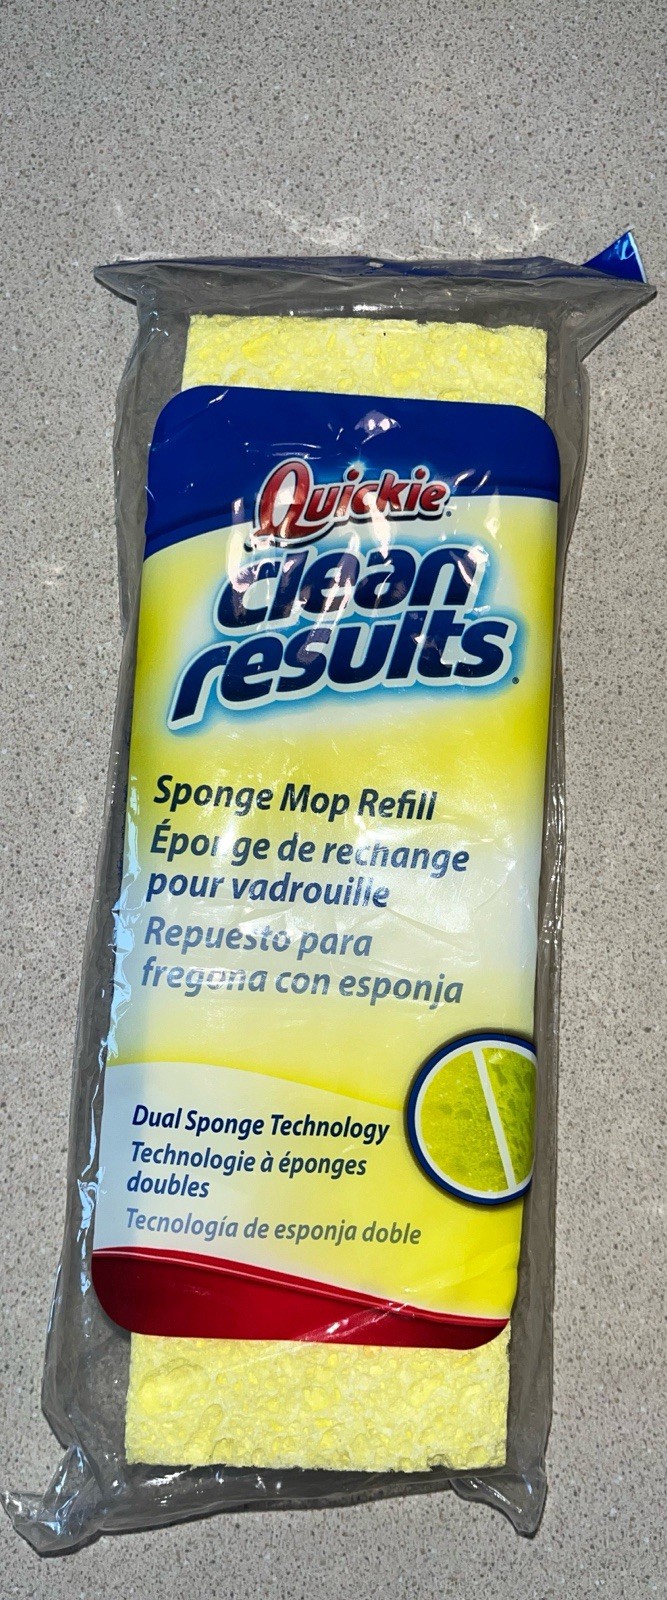 Quickie
clean
results
Sponge Mop Refill
Éponge de rechange
pour vadrouille
Repuesto para
fregona con esponja
Dual Sponge Technology
Technologie à éponges
doubles
Tecnología de esponja doble